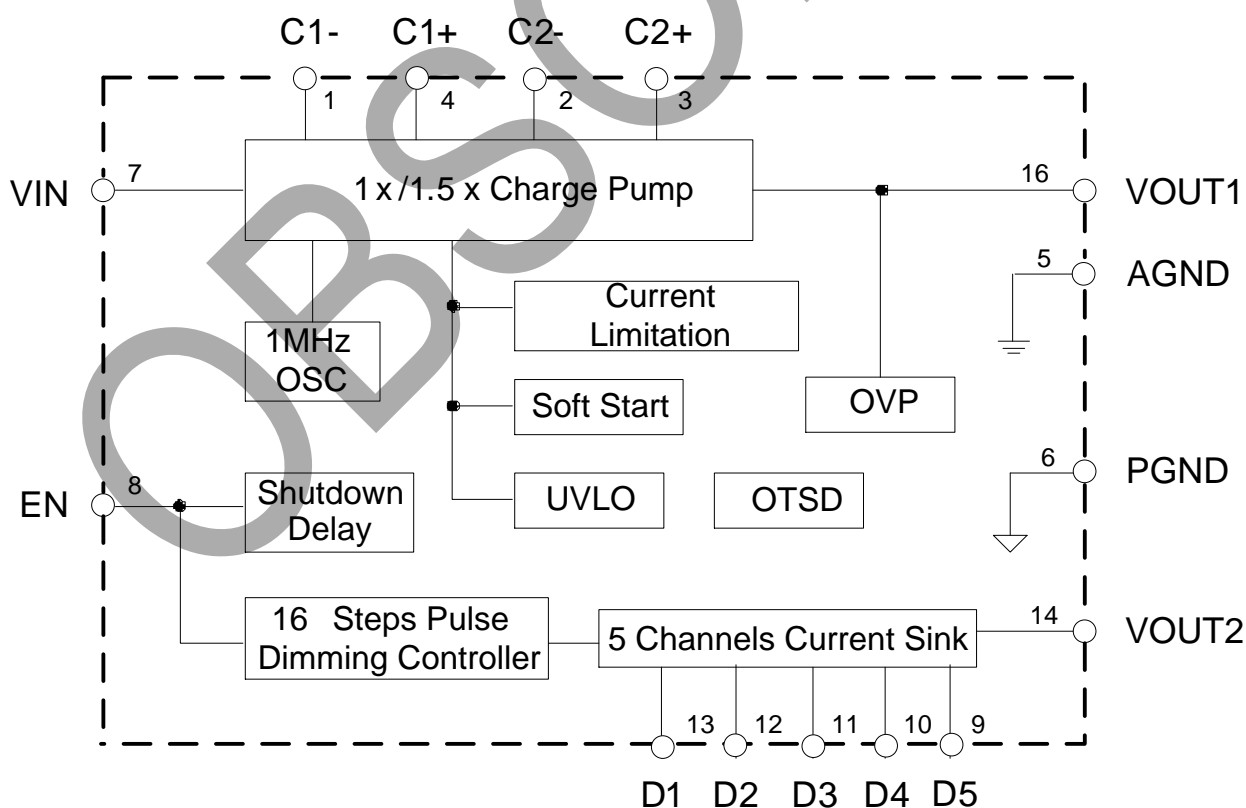 C1- C1+ C2- C2+
1 4 2 3
VIN 7 1x/1.5x Charge Pump 16 VOUT1
5 AGND
Current
Limitation
1MHz
OSC
Soft Start OVP
6 PGND
EN 8 Shutdown
Delay
UVLO OTSD
16 Steps Pulse
Dimming Controller
5 Channels Current Sink 14 VOUT2
13 12 11 10 9
D1 D2 D3 D4 D5
OBSO